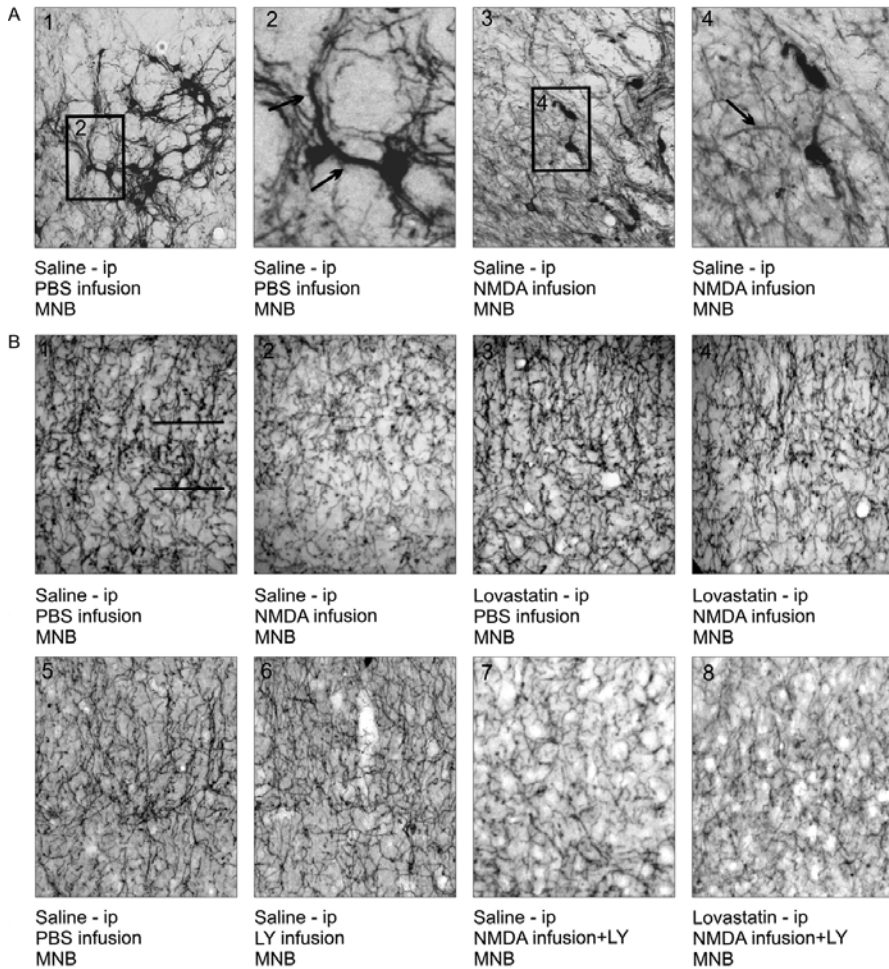 A
1
2
3
4
2
4
Saline - ip
PBS infusion
MNB
Saline - ip
PBS infusion
MNB
Saline - ip
NMDA infusion
MNB
Saline - ip
NMDA infusion
MNB
B
1
2
3
4
Saline - ip
PBS infusion
MNB
Saline - ip
NMDA infusion
MNB
Lovastatin - ip
PBS infusion
MNB
Lovastatin - ip
NMDA infusion
MNB
5
6
7
8
Saline - ip
PBS infusion
MNB
Saline - ip
LY infusion
MNB
Saline - ip
NMDA infusion+LY
MNB
Lovastatin - ip
NMDA infusion+LY
MNB